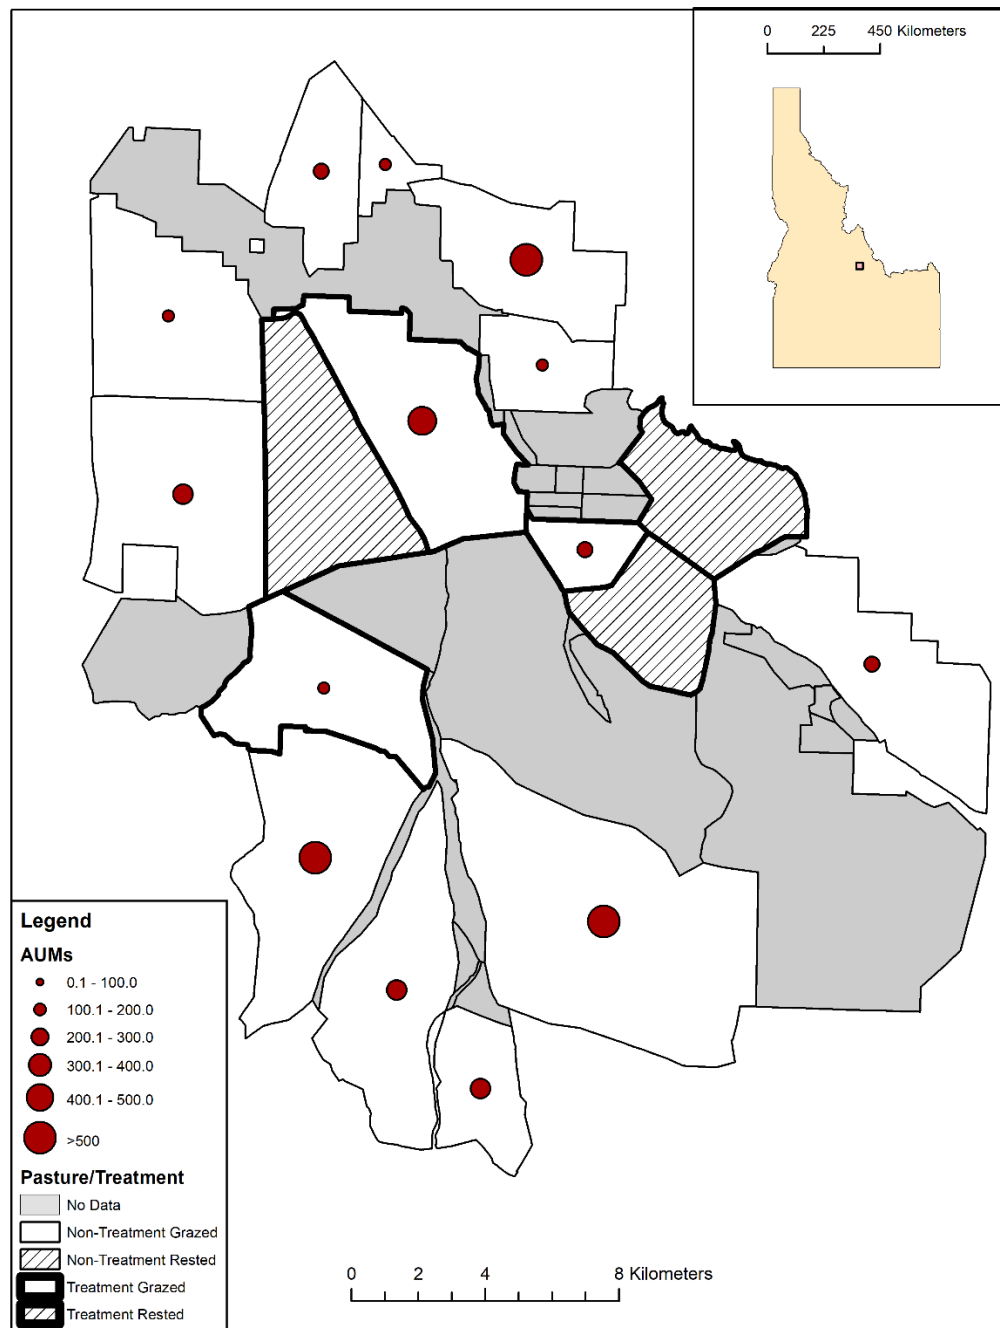 0 225 450 Kilometers
Legend
AUMs
0.1 - 100.0
100.1 - 200.0
200.1 - 300.0
300.1 - 400.0
400.1 - 500.0
>500
Pasture/Treatment
No Data
Non-Treatment Grazed
Non-Treatment Rested
Treatment Grazed
Treatment Rested
0 2 4 8 Kilometers